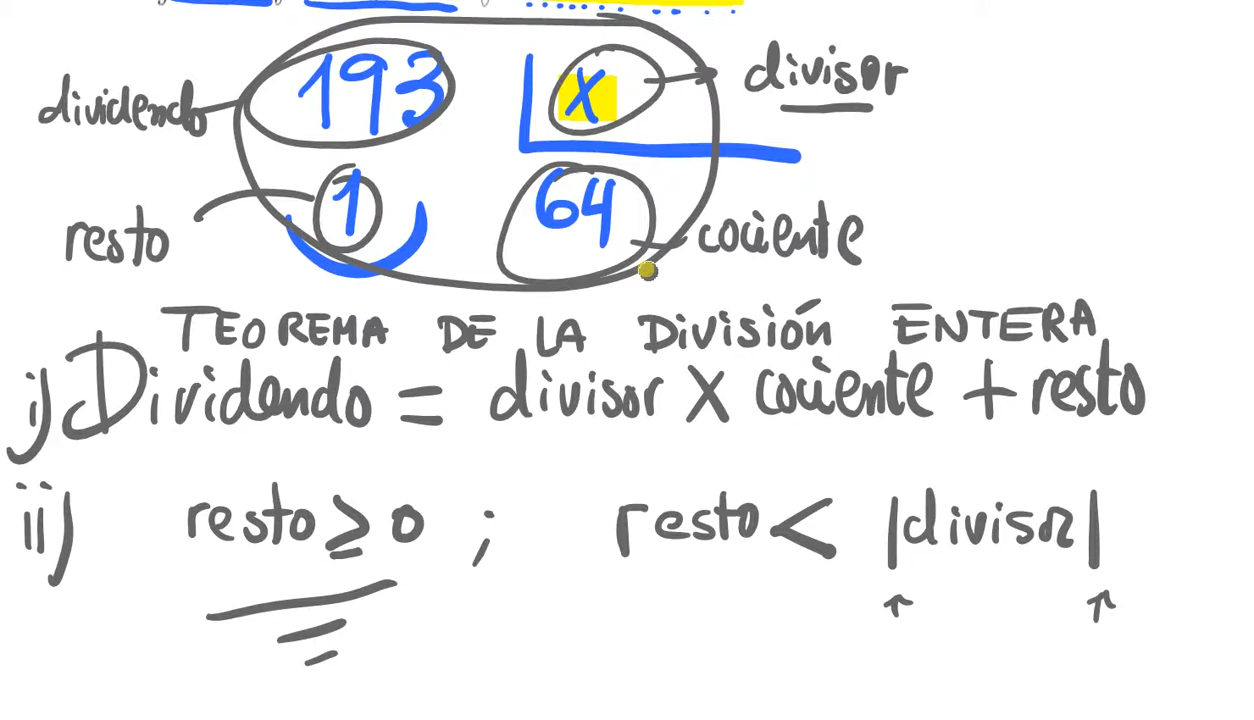 dividendo 193 x divisor
resto 1 64 cociente
TEOREMA DE LA DIVISIÓN ENTERA
i) Dividendo = divisor X cociente + resto
ii) resto ≥ 0 ; resto < |divisor|